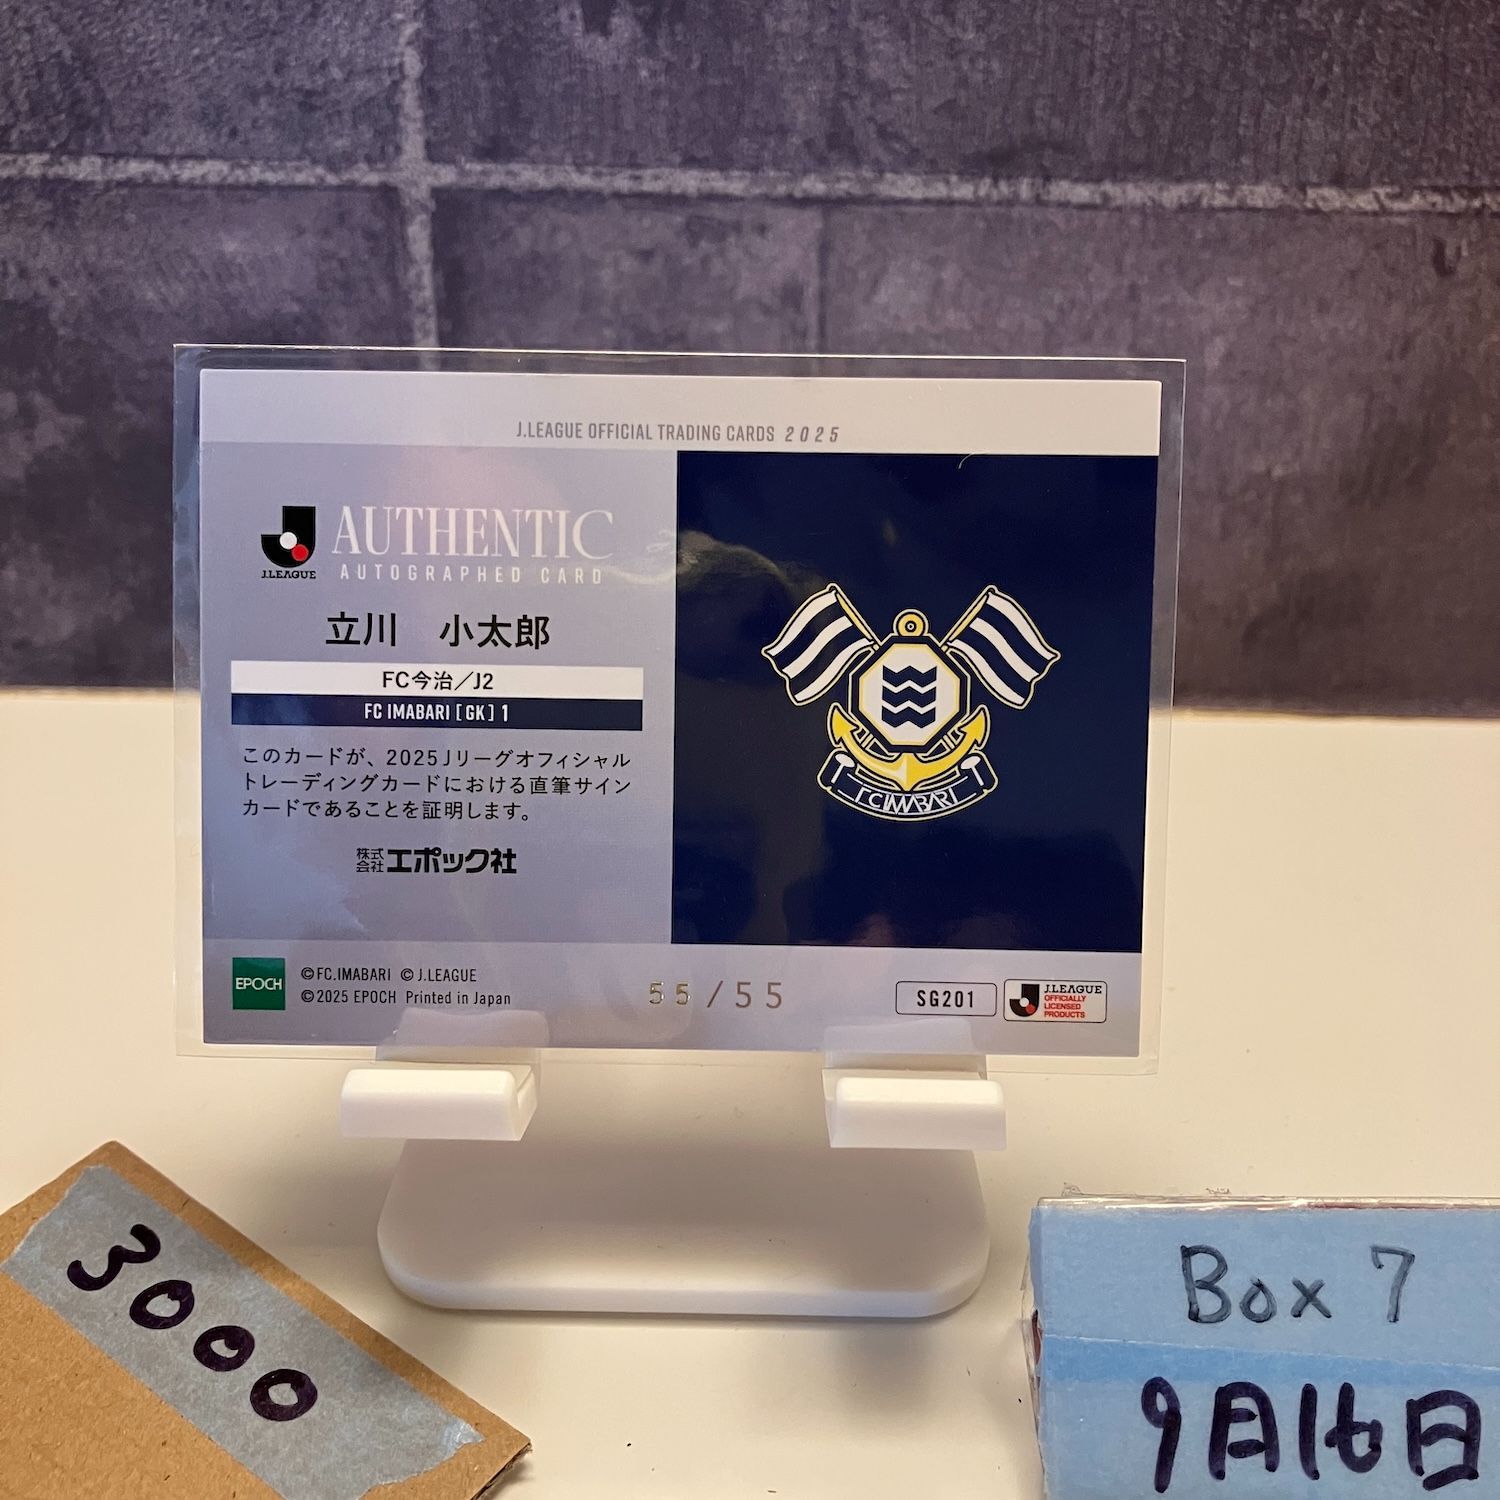 J.LEAGUE OFFICIAL TRADING CARDS 2025
J.LEAGUE
AUTHENTIC
AUTOGRAPHED CARD
立川 小太郎
FC今治／J2
FC IMABARI [GK] 1
このカードが、2025Jリーグオフィシャル
トレーディングカードにおける直筆サイン
カードであることを証明します。
株式会社エポック社
FC IMABARI
EPOCH
©FC.IMABARI ©J.LEAGUE
©2025 EPOCH Printed in Japan
55/55
SG201
J.LEAGUE
OFFICIALLY
LICENSED
PRODUCTS
3000
Box 7
9月16日